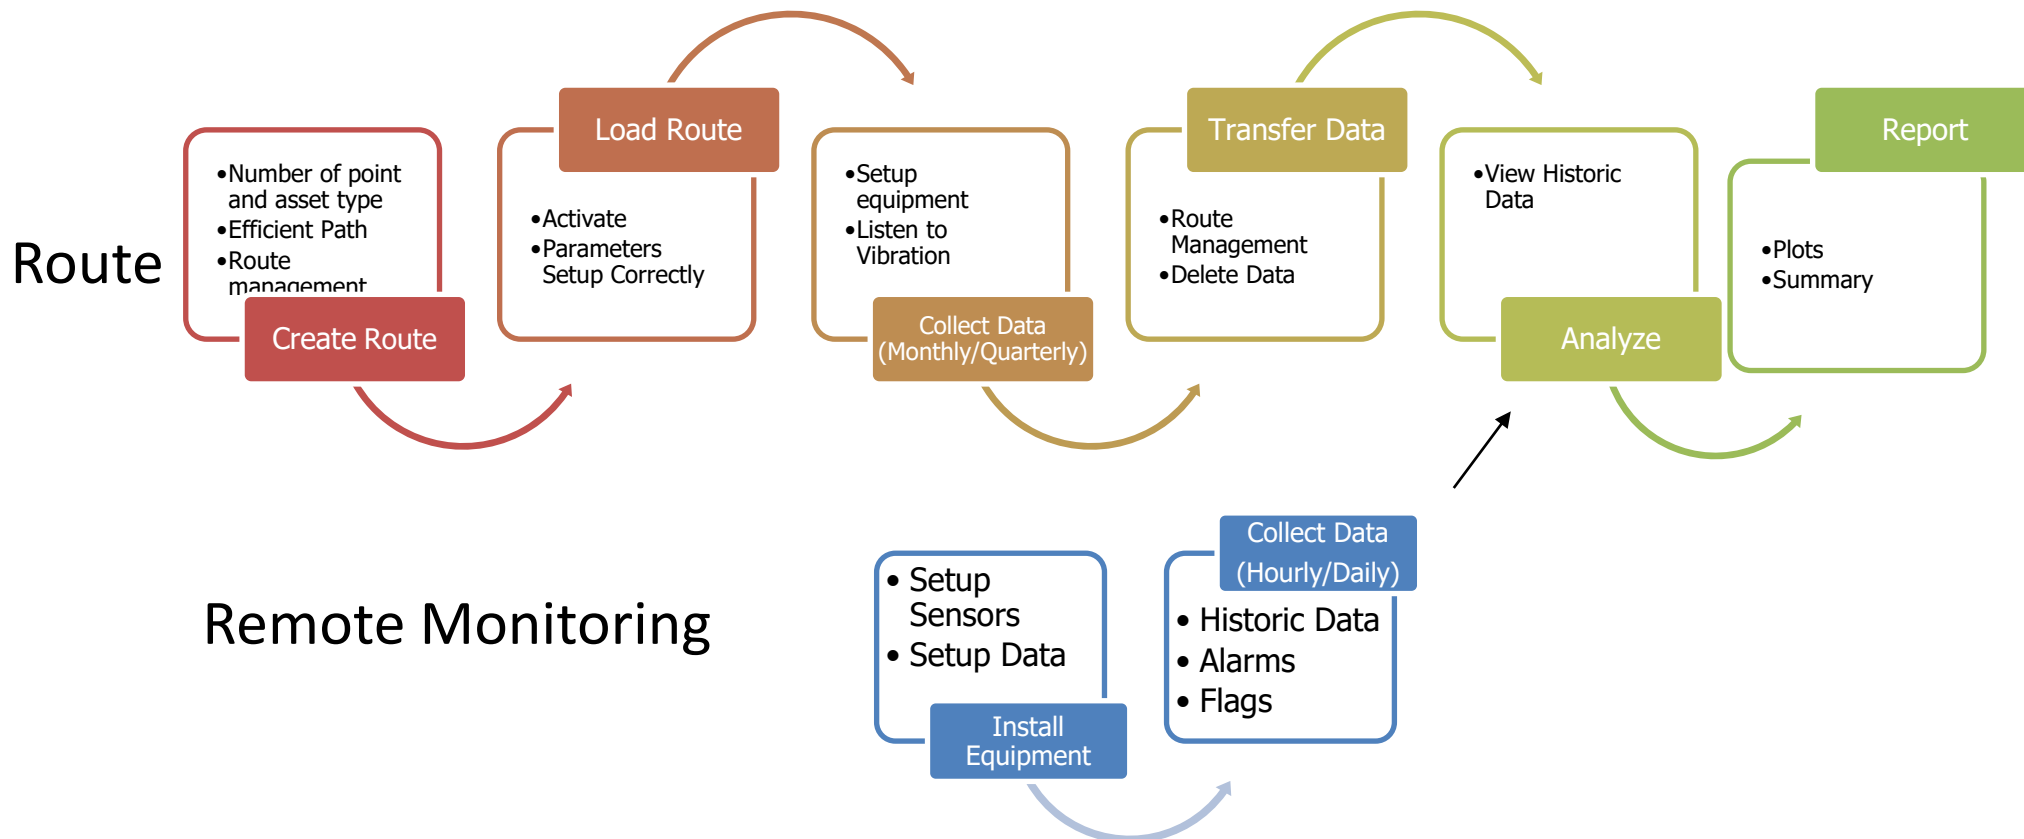 Route
•Number of point
and asset type
•Efficient Path
•Route
management
Create Route
Load Route
•Activate
•Parameters
Setup Correctly
•Setup
equipment
•Listen to
Vibration
Collect Data
(Monthly/Quarterly)
Transfer Data
•Route
Management
•Delete Data
•View Historic
Data
Analyze
Report
•Plots
•Summary
Remote Monitoring
• Setup
Sensors
• Setup Data
Install
Equipment
Collect Data
(Hourly/Daily)
• Historic Data
• Alarms
• Flags